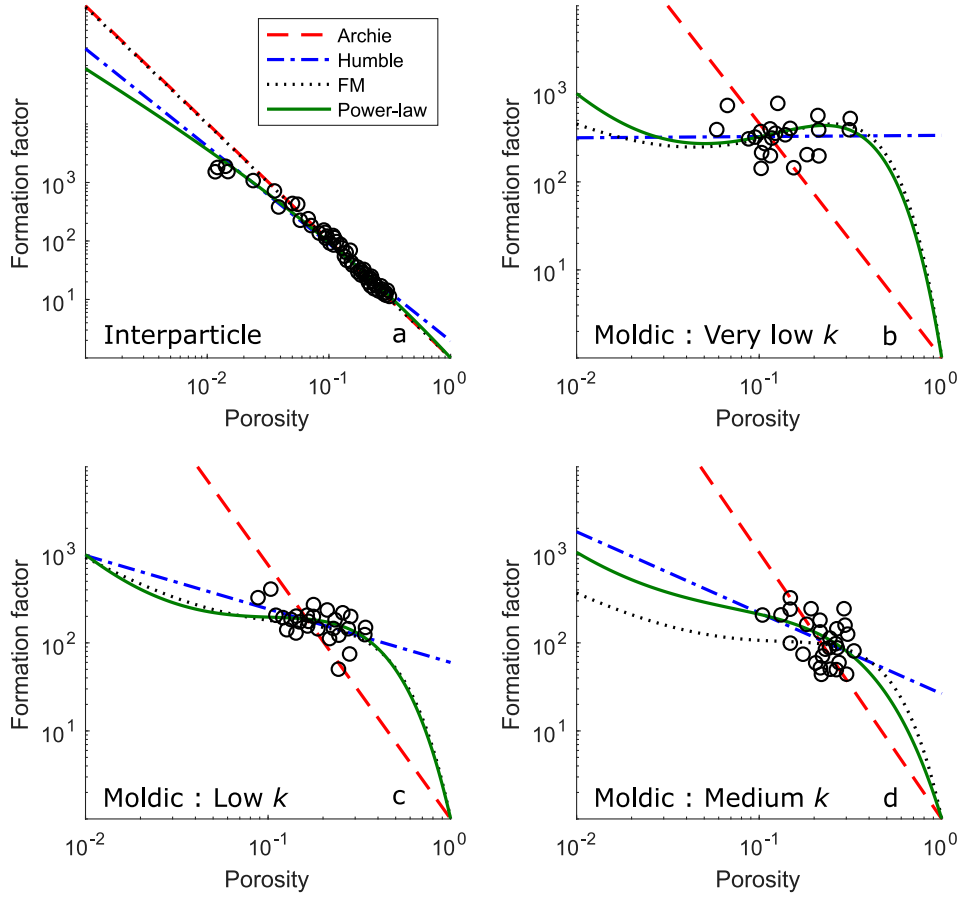 Archie
Humble
FM
Power-law
Formation factor
10^3
10^2
10^1
Interparticle
a
10^-2
10^-1
10^0
Porosity
Formation factor
10^3
10^2
10^1
Moldic : Very low k
b
10^-2
10^-1
10^0
Porosity
Formation factor
10^3
10^2
10^1
Moldic : Low k
c
10^-2
10^-1
10^0
Porosity
Formation factor
10^3
10^2
10^1
Moldic : Medium k
d
10^-2
10^-1
10^0
Porosity